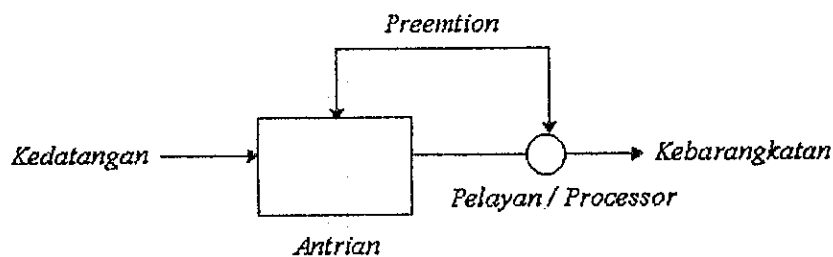 Preemtion
Kedatangan
Kebarangkatan
Pelayan / Processor
Antrian